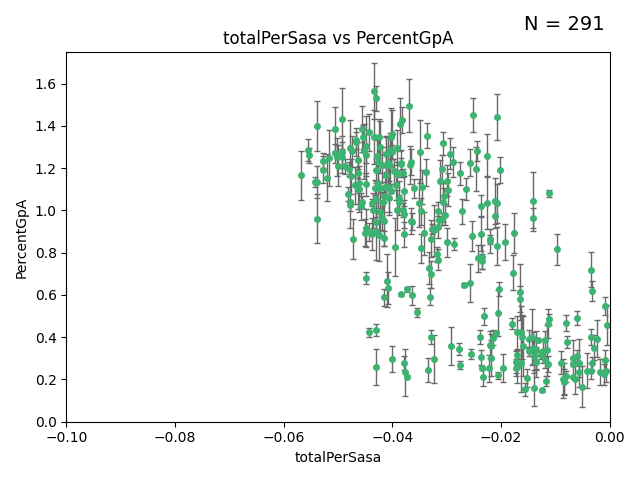 N = 291
totalPerSasa vs PercentGpA
PercentGpA
1.6
1.4
1.2
1.0
0.8
0.6
0.4
0.2
0.0
−0.10 −0.08 −0.06 −0.04 −0.02 0.00
totalPerSasa